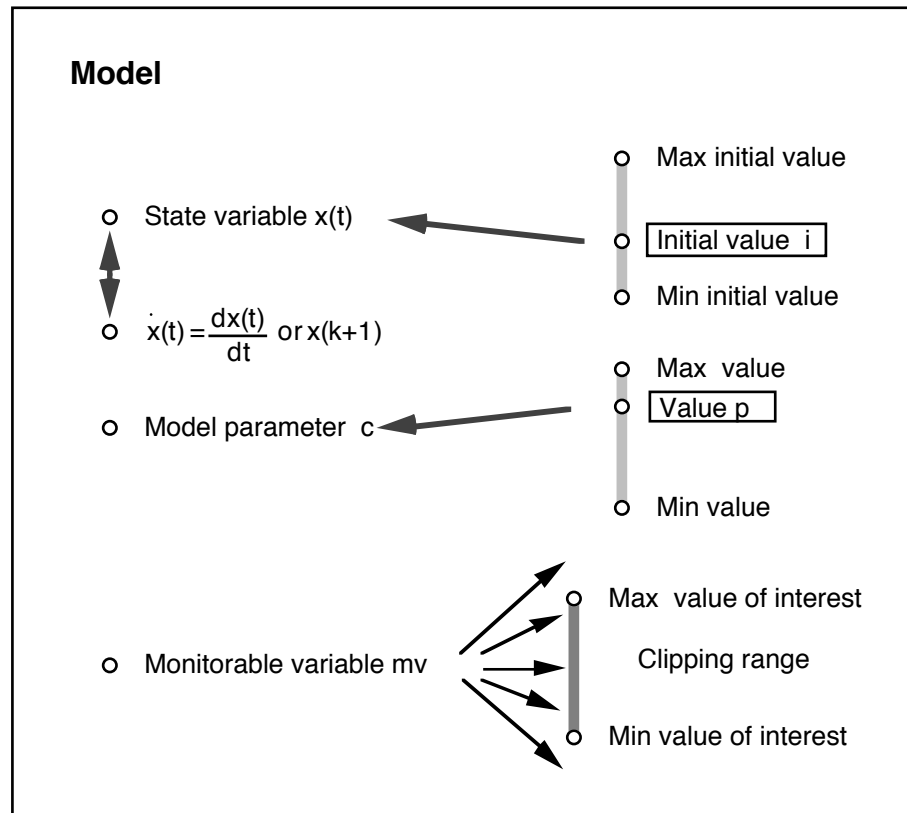 Model
Max initial value
State variable x(t)
Initial value i
Min initial value
ẋ(t) = dx(t)/dt or x(k+1)
Max value
Value p
Model parameter c
Min value
Max value of interest
Clipping range
Monitorable variable mv
Min value of interest